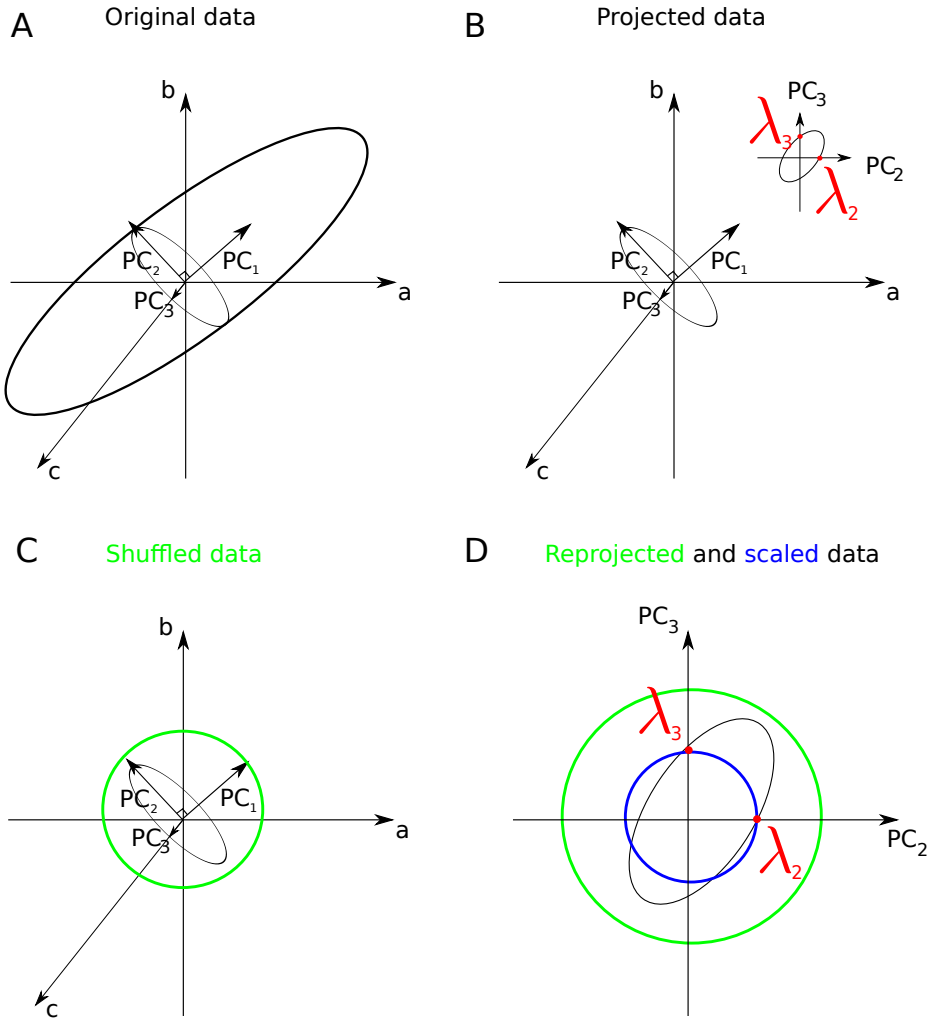 A Original data
b
PC₂ PC₁
a
PC₃
c
B Projected data
b
PC₃
λ₃
PC₂
λ₂
PC₂ PC₁
a
PC₃
c
C Shuffled data
b
PC₂ PC₁
a
PC₃
c
D Reprojected and scaled data
PC₃
λ₃
PC₂
λ₂